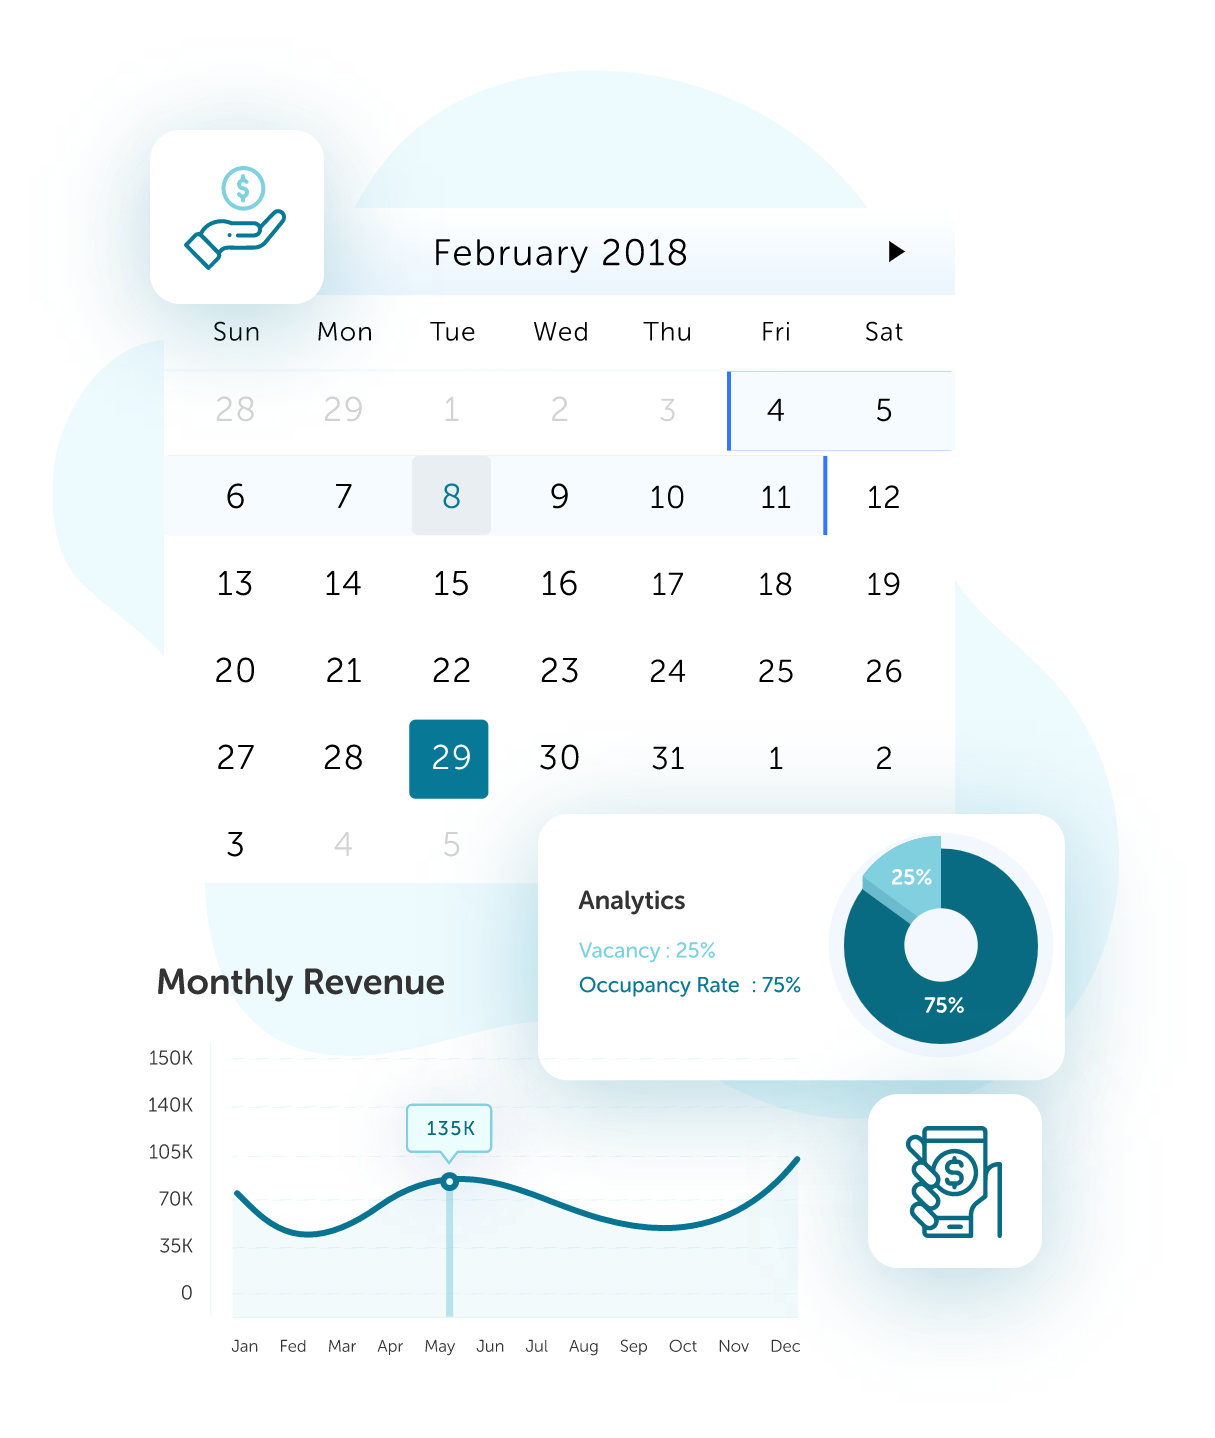 $
February 2018
Sun Mon Tue Wed Thu Fri Sat
28 29 1 2 3 4 5
6 7 8 9 10 11 12
13 14 15 16 17 18 19
20 21 22 23 24 25 26
27 28 29 30 31 1 2
3 4 5
Analytics
Vacancy : 25%
Occupancy Rate : 75%
25%
75%
Monthly Revenue
150K
140K
105K
70K
35K
0
135K
Jan Fed Mar Apr May Jun Jul Aug Sep Oct Nov Dec
$